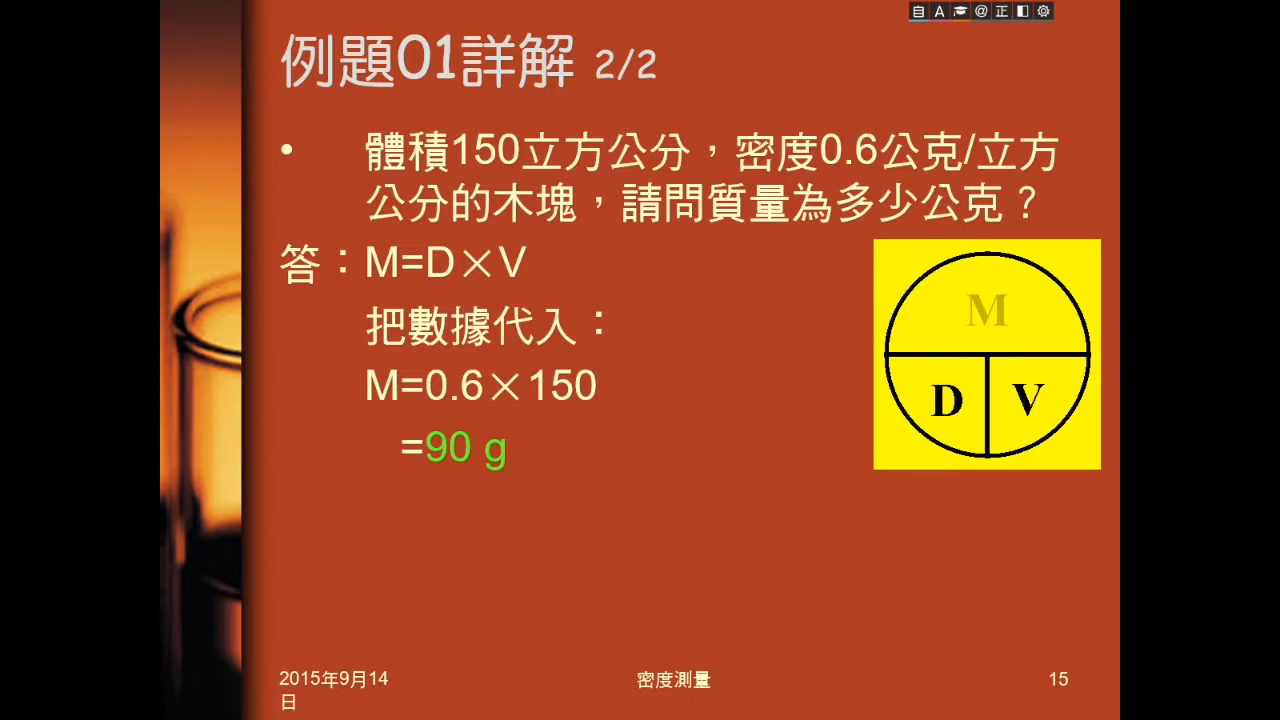 自 A @ 正
例題01詳解 2/2
• 體積150立方公分，密度0.6公克/立方
公分的木塊，請問質量為多少公克？
答：M=D×V
把數據代入：
M=0.6×150
=90 g
M
D V
2015年9月14
日
密度測量
15